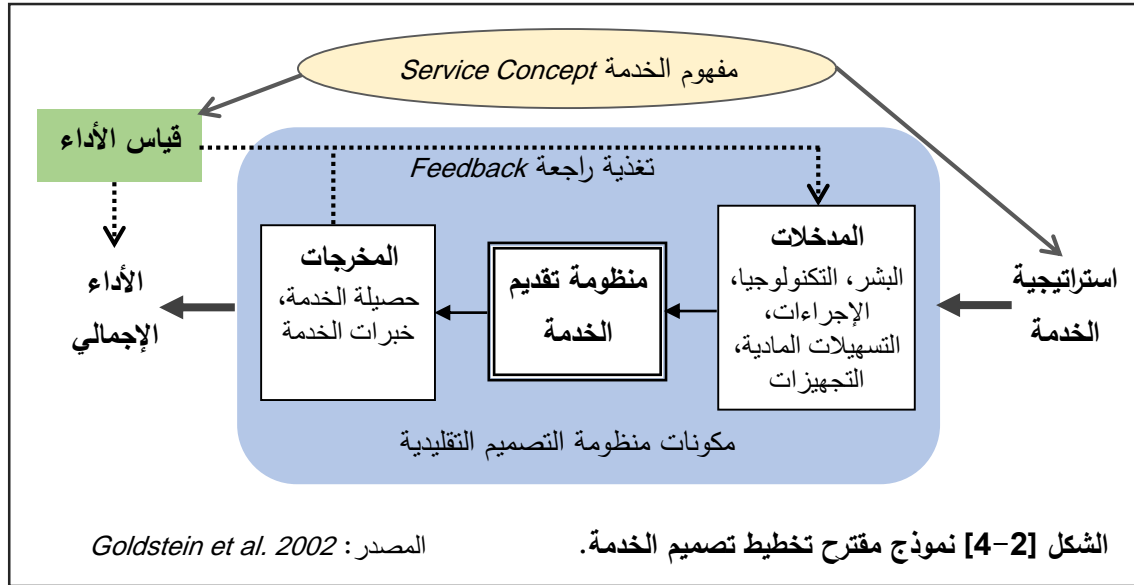 مفهوم الخدمة Service Concept
قياس الأداء
تغذية راجعة Feedback
استراتيجية
الخدمة
المدخلات
البشر، التكنولوجيا،
الإجراءات،
التسهيلات المادية،
التجهيزات
منظومة تقديم
الخدمة
المخرجات
حصيلة الخدمة،
خبرات الخدمة
الأداء
الإجمالي
مكونات منظومة التصميم التقليدية
الشكل [2-4] نموذج مقترح تخطيط تصميم الخدمة. المصدر: Goldstein et al. 2002